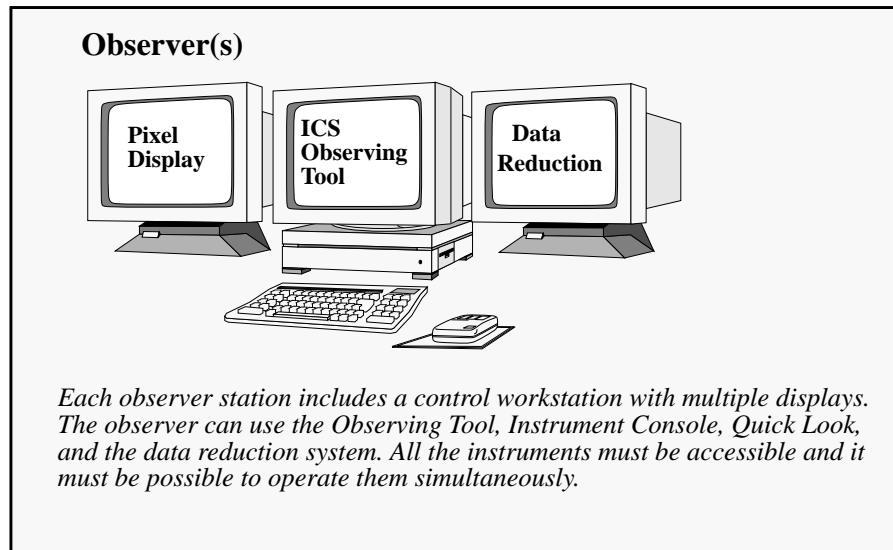 Observer(s)
Pixel
Display
ICS
Observing
Tool
Data
Reduction
Each observer station includes a control workstation with multiple displays.
The observer can use the Observing Tool, Instrument Console, Quick Look,
and the data reduction system. All the instruments must be accessible and it
must be possible to operate them simultaneously.